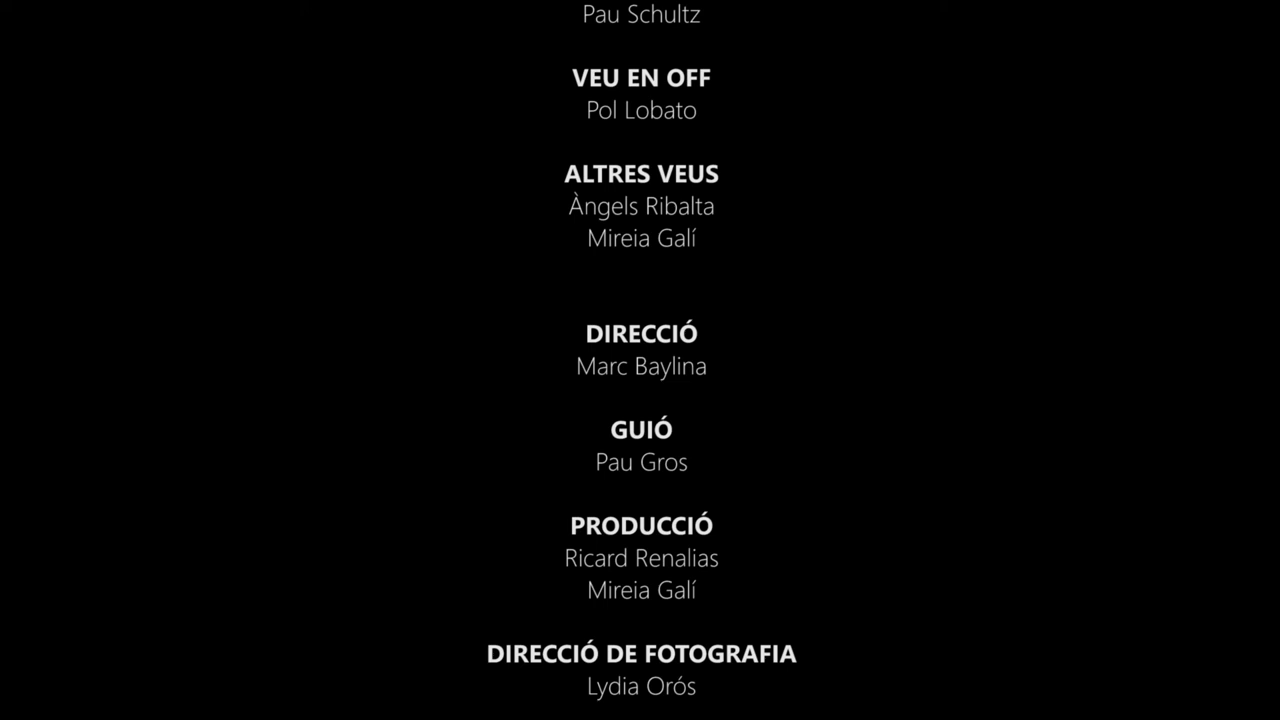 Pau Schultz
VEU EN OFF
Pol Lobato
ALTRES VEUS
Àngels Ribalta
Mireia Galí
DIRECCIÓ
Marc Baylina
GUIÓ
Pau Gros
PRODUCCIÓ
Ricard Renalias
Mireia Galí
DIRECCIÓ DE FOTOGRAFIA
Lydia Orós